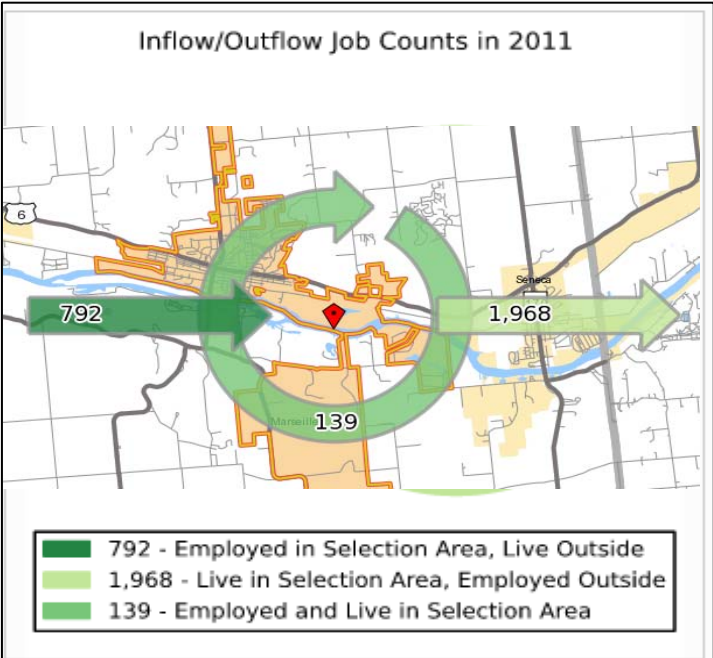 Inflow/Outflow Job Counts in 2011
6
Seneca
792
1,968
139
792 - Employed in Selection Area, Live Outside
1,968 - Live in Selection Area, Employed Outside
139 - Employed and Live in Selection Area